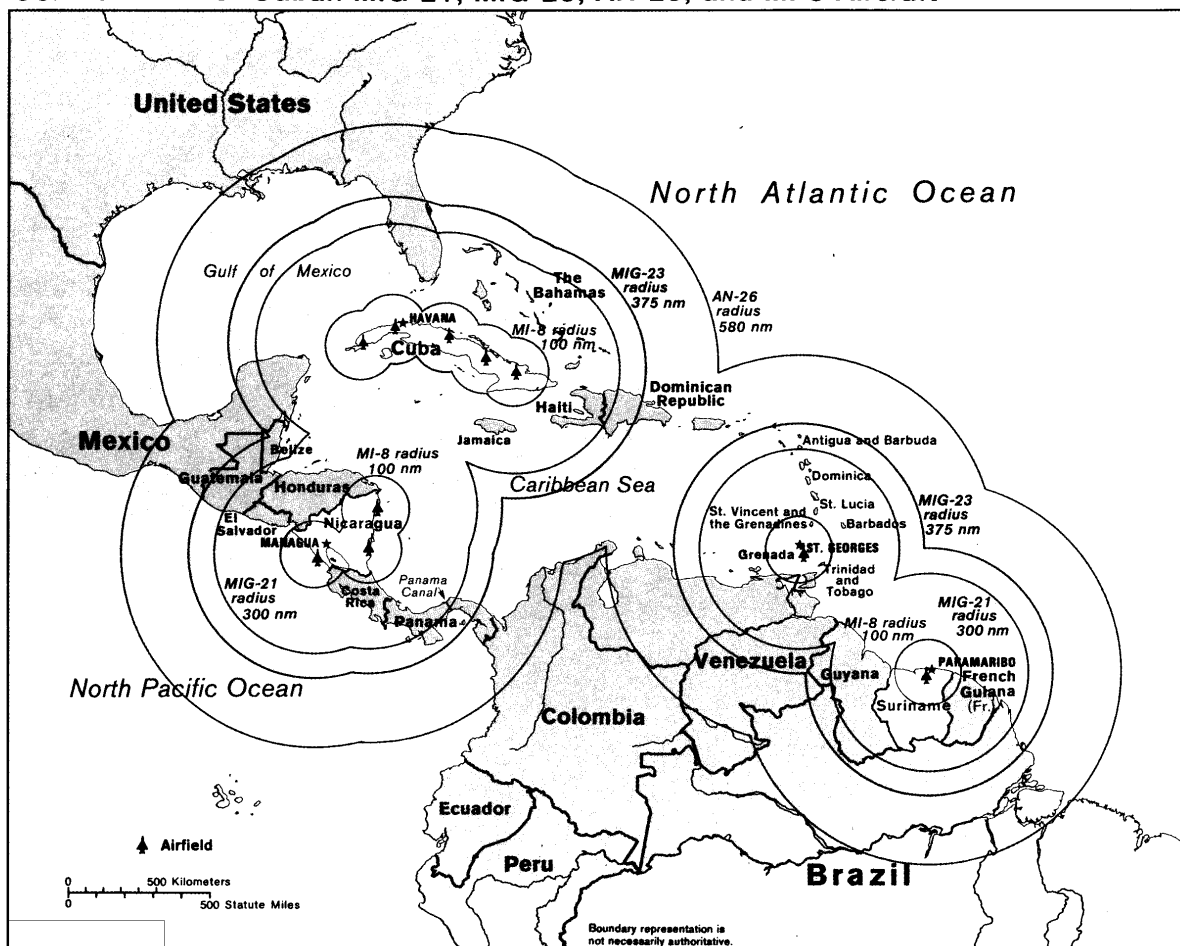 Cuban MIG-21, MIG-23, AN-26, and MI-8 Aircraft
United States
North Atlantic Ocean
Gulf of Mexico
The
Bahamas
MIG-23
radius
375 nm
AN-26
radius
580 nm
HAVANA
Cuba
MI-8 radius
100 nm
Dominican
Republic
Haiti
Jamaica
Mexico
Belize
Guatemala
Honduras
MI-8 radius
100 nm
Caribbean Sea
El
Salvador
Nicaragua
MANAGUA
MIG-21
radius
300 nm
Costa
Rica
Panama
Canal
Panama
Antigua and Barbuda
Dominica
St. Lucia
St. Vincent and
the Grenadines
Barbados
MIG-23
radius
375 nm
Grenada
ST. GEORGES
Trinidad
and
Tobago
MIG-21
radius
300 nm
MI-8 radius
100 nm
PARAMARIBO
French
Guiana
(Fr.)
Suriname
Guyana
Venezuela
North Pacific Ocean
Colombia
Ecuador
Peru
Brazil
Airfield
0 500 Kilometers
0 500 Statute Miles
Boundary representation is
not necessarily authoritative.